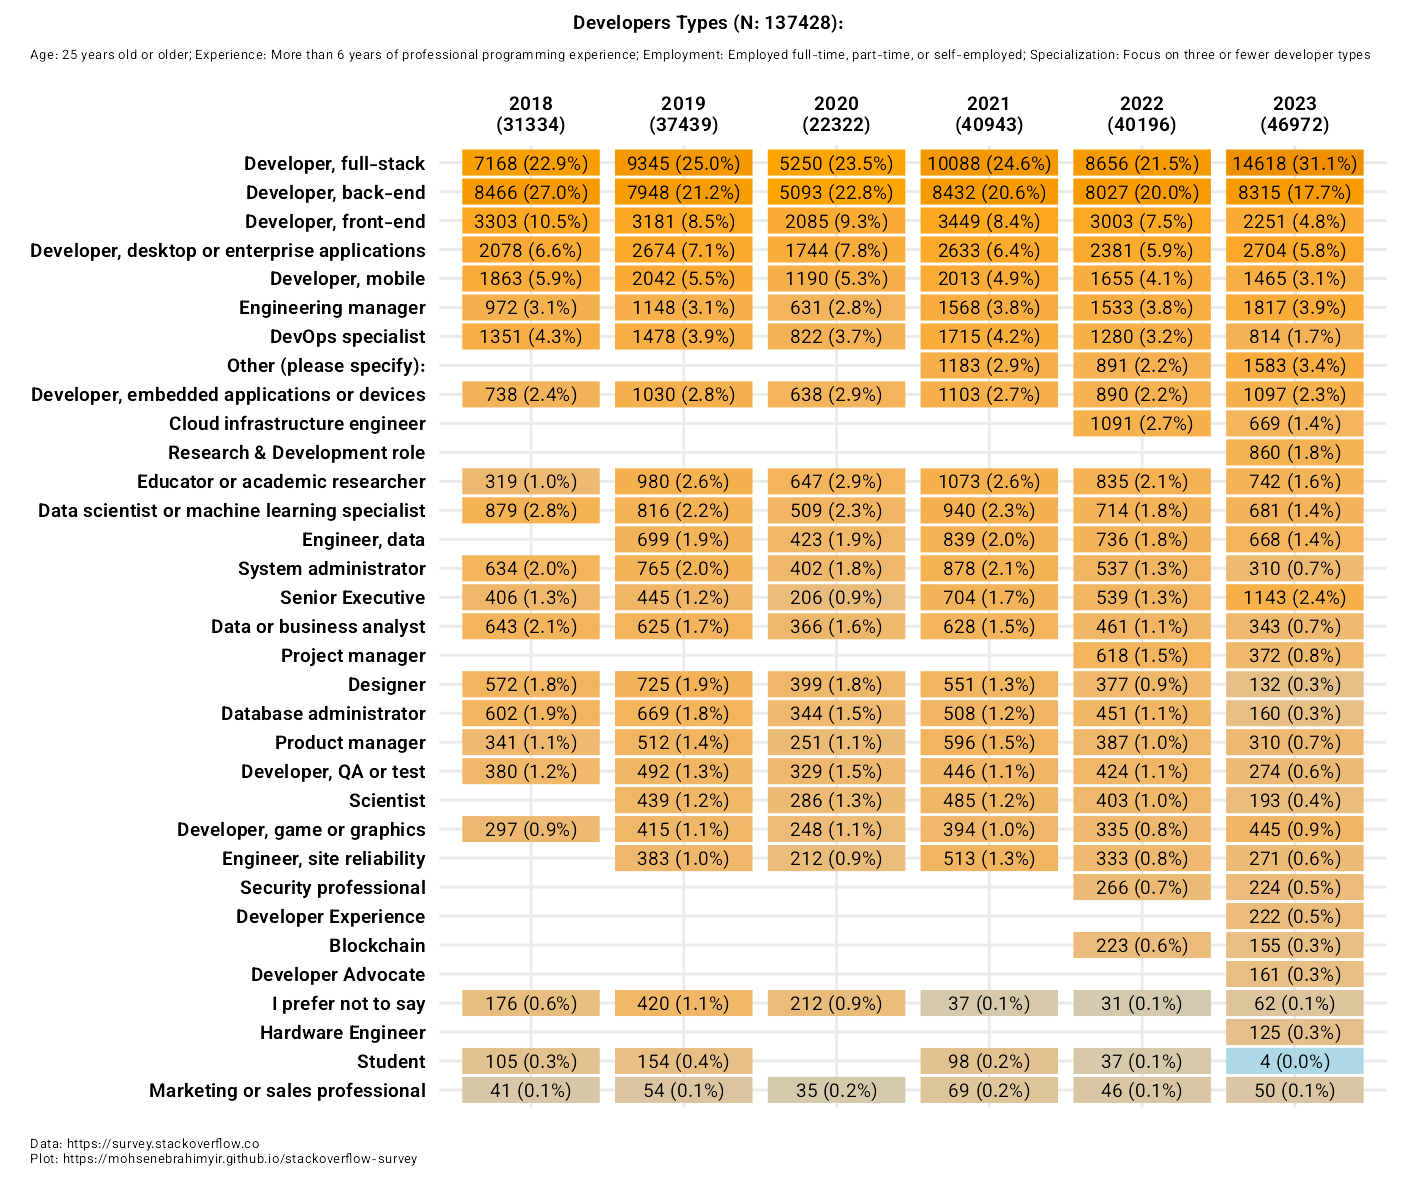 Developers Types (N: 137428):
Age: 25 years old or older; Experience: More than 6 years of professional programming experience; Employment: Employed full-time, part-time, or self-employed; Specialization: Focus on three or fewer developer types
2018 2019 2020 2021 2022 2023
(31334) (37439) (22322) (40943) (40196) (46972)
Developer, full-stack 7168 (22.9%) 9345 (25.0%) 5250 (23.5%) 10088 (24.6%) 8656 (21.5%) 14618 (31.1%)
Developer, back-end 8466 (27.0%) 7948 (21.2%) 5093 (22.8%) 8432 (20.6%) 8027 (20.0%) 8315 (17.7%)
Developer, front-end 3303 (10.5%) 3181 (8.5%) 2085 (9.3%) 3449 (8.4%) 3003 (7.5%) 2251 (4.8%)
Developer, desktop or enterprise applications 2078 (6.6%) 2674 (7.1%) 1744 (7.8%) 2633 (6.4%) 2381 (5.9%) 2704 (5.8%)
Developer, mobile 1863 (5.9%) 2042 (5.5%) 1190 (5.3%) 2013 (4.9%) 1655 (4.1%) 1465 (3.1%)
Engineering manager 972 (3.1%) 1148 (3.1%) 631 (2.8%) 1568 (3.8%) 1533 (3.8%) 1817 (3.9%)
DevOps specialist 1351 (4.3%) 1478 (3.9%) 822 (3.7%) 1715 (4.2%) 1280 (3.2%) 814 (1.7%)
Other (please specify): 1183 (2.9%) 891 (2.2%) 1583 (3.4%)
Developer, embedded applications or devices 738 (2.4%) 1030 (2.8%) 638 (2.9%) 1103 (2.7%) 890 (2.2%) 1097 (2.3%)
Cloud infrastructure engineer 1091 (2.7%) 669 (1.4%)
Research & Development role 860 (1.8%)
Educator or academic researcher 319 (1.0%) 980 (2.6%) 647 (2.9%) 1073 (2.6%) 835 (2.1%) 742 (1.6%)
Data scientist or machine learning specialist 879 (2.8%) 816 (2.2%) 509 (2.3%) 940 (2.3%) 714 (1.8%) 681 (1.4%)
Engineer, data 699 (1.9%) 423 (1.9%) 839 (2.0%) 736 (1.8%) 668 (1.4%)
System administrator 634 (2.0%) 765 (2.0%) 402 (1.8%) 878 (2.1%) 537 (1.3%) 310 (0.7%)
Senior Executive 406 (1.3%) 445 (1.2%) 206 (0.9%) 704 (1.7%) 539 (1.3%) 1143 (2.4%)
Data or business analyst 643 (2.1%) 625 (1.7%) 366 (1.6%) 628 (1.5%) 461 (1.1%) 343 (0.7%)
Project manager 618 (1.5%) 372 (0.8%)
Designer 572 (1.8%) 725 (1.9%) 399 (1.8%) 551 (1.3%) 377 (0.9%) 132 (0.3%)
Database administrator 602 (1.9%) 669 (1.8%) 344 (1.5%) 508 (1.2%) 451 (1.1%) 160 (0.3%)
Product manager 341 (1.1%) 512 (1.4%) 251 (1.1%) 596 (1.5%) 387 (1.0%) 310 (0.7%)
Developer, QA or test 380 (1.2%) 492 (1.3%) 329 (1.5%) 446 (1.1%) 424 (1.1%) 274 (0.6%)
Scientist 439 (1.2%) 286 (1.3%) 485 (1.2%) 403 (1.0%) 193 (0.4%)
Developer, game or graphics 297 (0.9%) 415 (1.1%) 248 (1.1%) 394 (1.0%) 335 (0.8%) 445 (0.9%)
Engineer, site reliability 383 (1.0%) 212 (0.9%) 513 (1.3%) 333 (0.8%) 271 (0.6%)
Security professional 266 (0.7%) 224 (0.5%)
Developer Experience 222 (0.5%)
Blockchain 223 (0.6%) 155 (0.3%)
Developer Advocate 161 (0.3%)
I prefer not to say 176 (0.6%) 420 (1.1%) 212 (0.9%) 37 (0.1%) 31 (0.1%) 62 (0.1%)
Hardware Engineer 125 (0.3%)
Student 105 (0.3%) 154 (0.4%) 98 (0.2%) 37 (0.1%) 4 (0.0%)
Marketing or sales professional 41 (0.1%) 54 (0.1%) 35 (0.2%) 69 (0.2%) 46 (0.1%) 50 (0.1%)
Data: https://survey.stackoverflow.co
Plot: https://mohsenebrahimyir.github.io/stackoverflow-survey